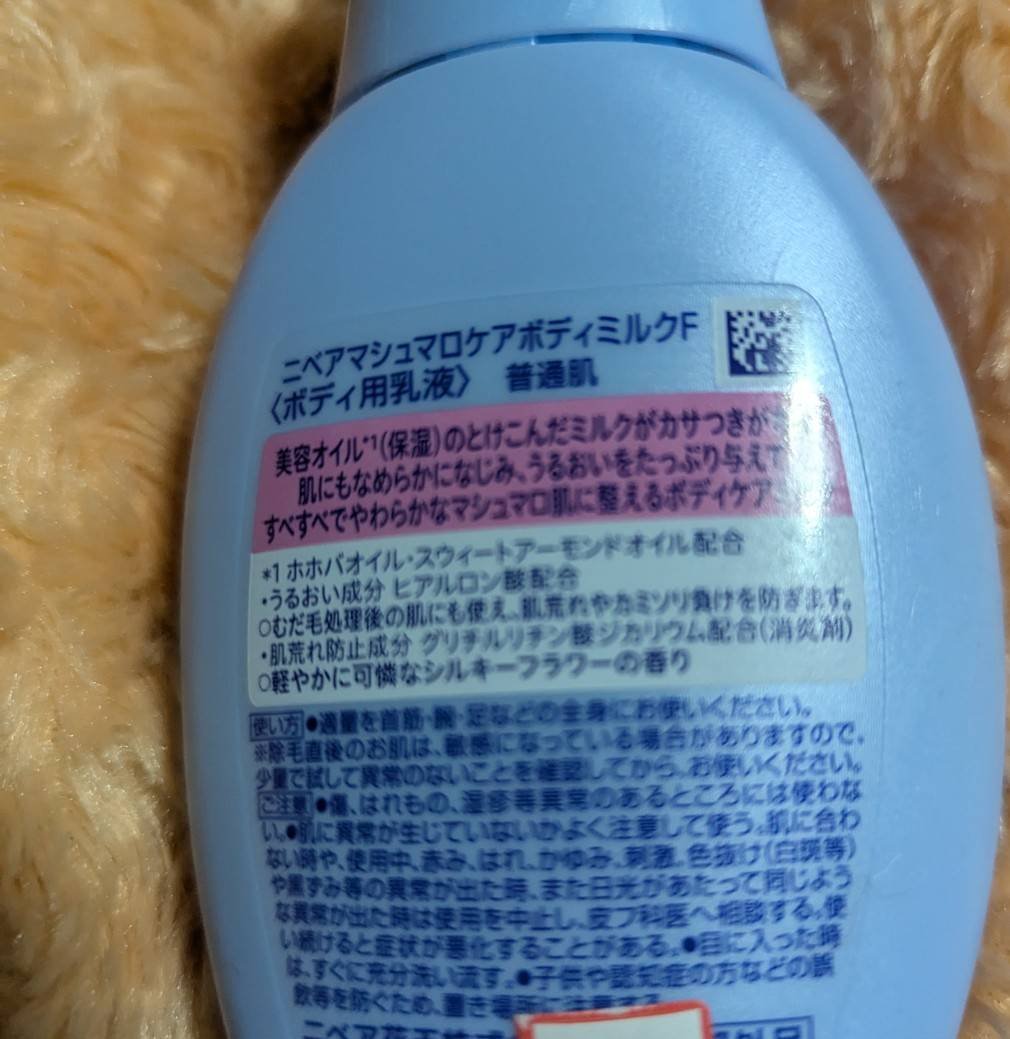 ニベアマシュマロケアボディミルクF
〈ボディ用乳液〉 普通肌
美容オイル*1(保湿)のとけこんだミルクがカサつきが
肌にもなめらかになじみ、うるおいをたっぷり与えて
すべすべでやわらかなマシュマロ肌に整えるボディケア
*1 ホホバオイル・スウィートアーモンドオイル配合
・うるおい成分 ヒアルロン酸配合
○むだ毛処理後の肌にも使え、肌荒れやカミソリ負けを防ぎます。
・肌荒れ防止成分 グリチルリチン酸ジカリウム配合(消炎剤)
○軽やかに可憐なシルキーフラワーの香り
使い方 ●適量を首筋・腕・足などの全身にお使いください。
※除毛直後のお肌は、敏感になっている場合がありますので、
少量で試して異常のないことを確認してから、お使いください。
ご注意 ●傷、はれもの、湿疹等異常のあるところには使わな
い。●肌に異常が生じていないかよく注意して使う。肌に合わ
ない時や、使用中、赤み、はれ、かゆみ、刺激、色抜け(白斑等)
や黒ずみ等の異常が出た時、また日光があたって同じよう
な異常が出た時は使用を中止し、皮フ科医へ相談する。使
い続けると症状が悪化することがある。●目に入った時
は、すぐに充分洗い流す。●子供や認知症の方などの誤
飲等を防ぐため、置き場所に注意する